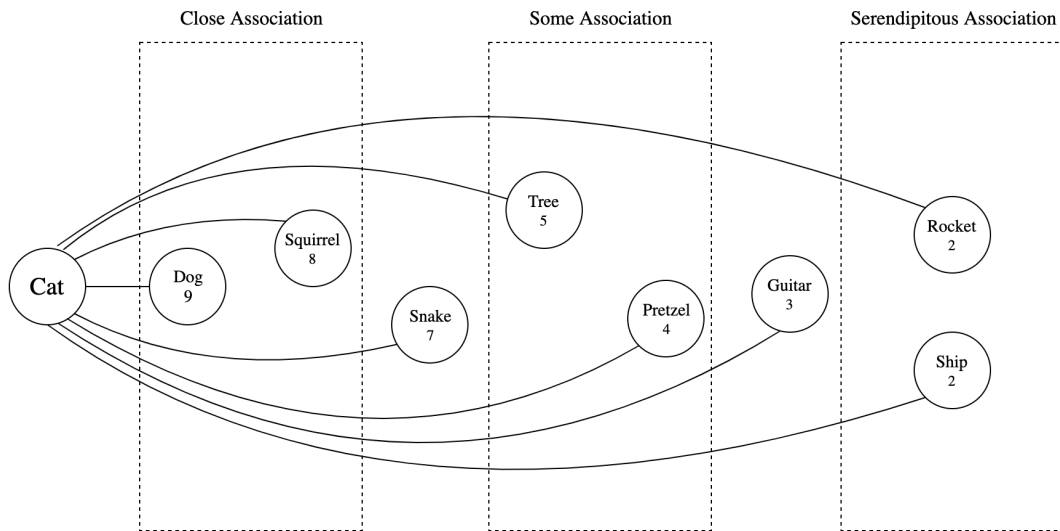 Close Association
Some Association
Serendipitous Association
Cat
Dog
9
Squirrel
8
Snake
7
Tree
5
Pretzel
4
Guitar
3
Rocket
2
Ship
2